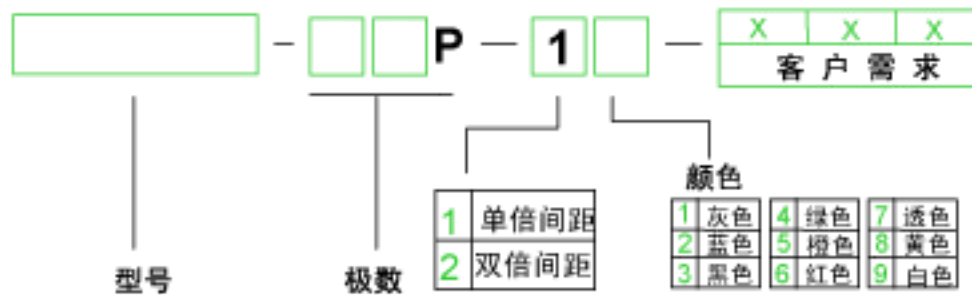 P 1 X X X
客户需求
颜色
1 单倍间距
2 双倍间距
1 灰色 4 绿色 7 透色
2 蓝色 5 橙色 8 黄色
3 黑色 6 红色 9 白色
型号 极数